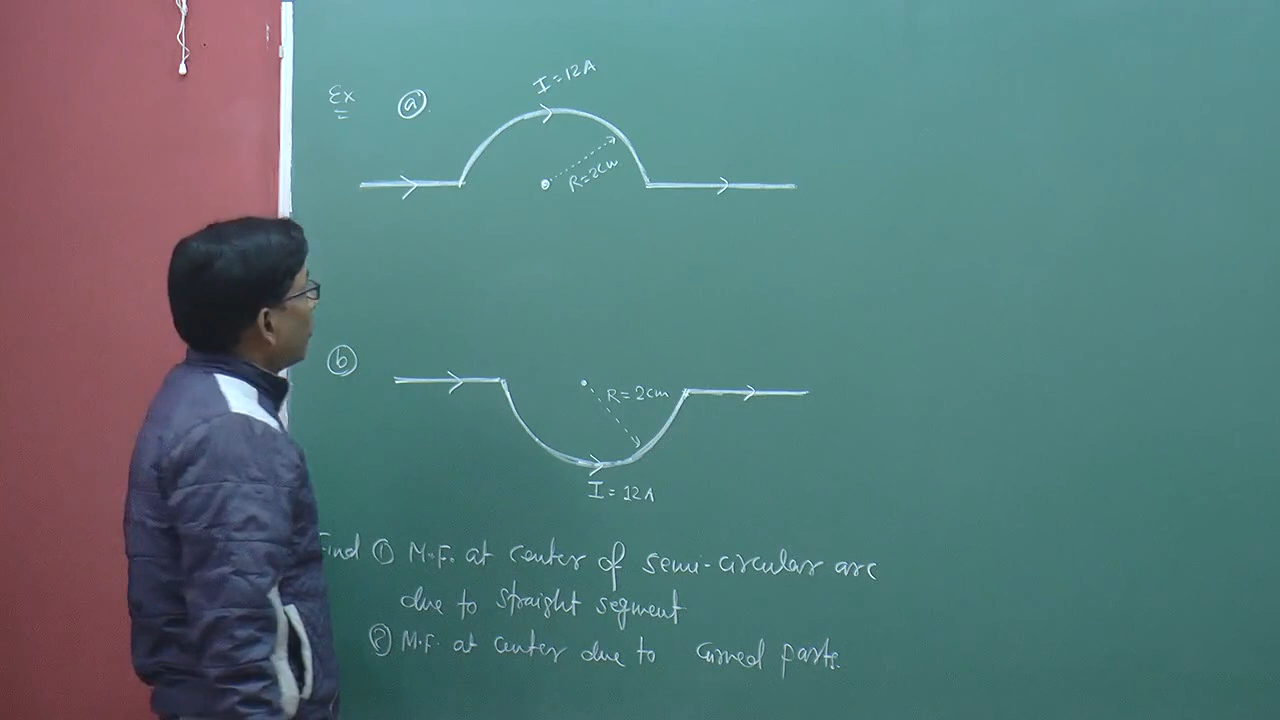 Ex (a)
I = 12A
R = 2cm
(b)
R = 2cm
I = 12A
Find (1) M.F. at center of semi-circular arc
due to straight segment
(2) M.F. at center due to curved parts.